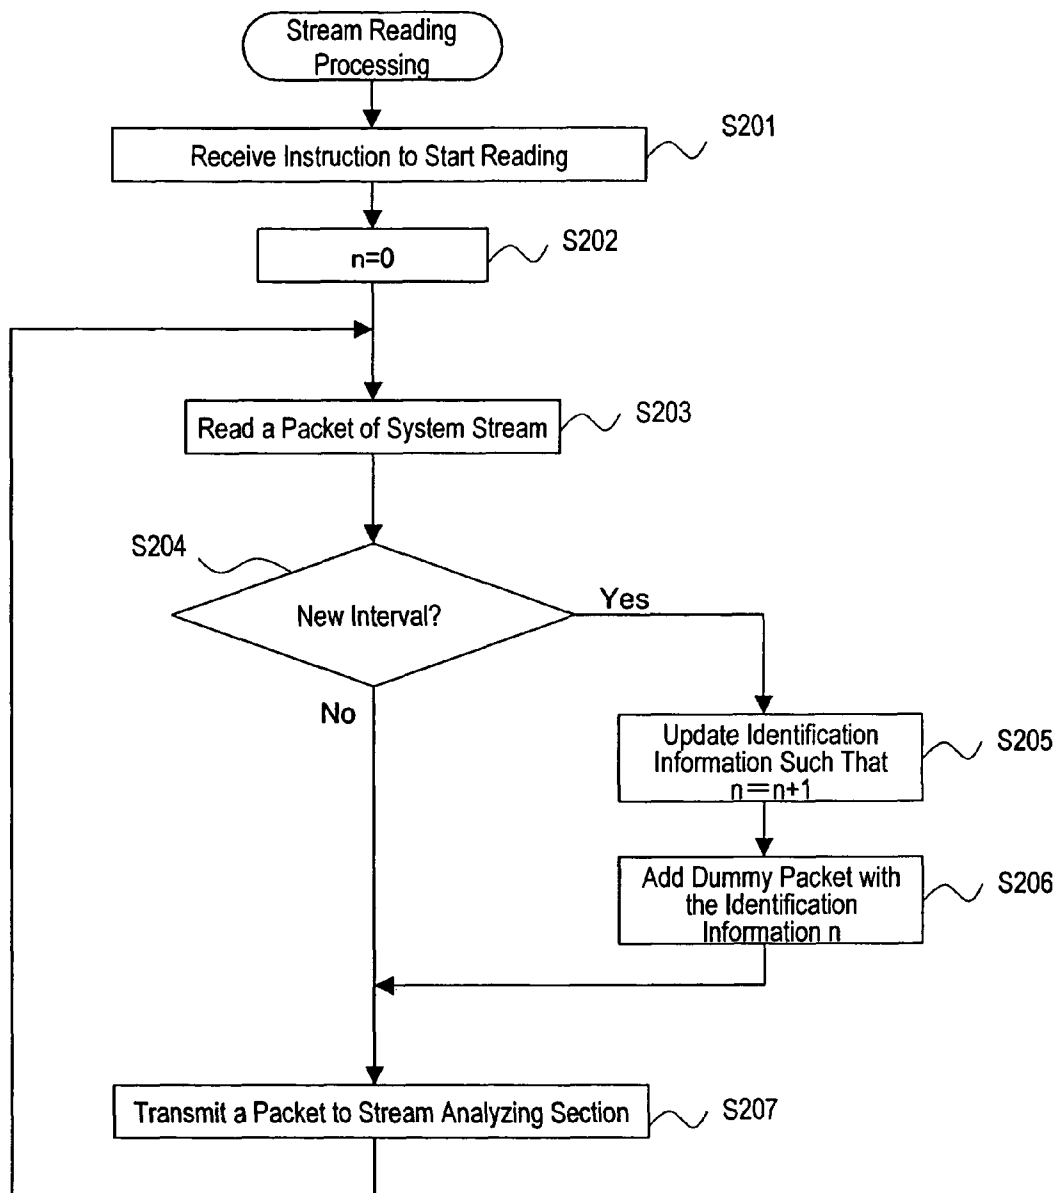 Stream Reading
Processing
Receive Instruction to Start Reading
S201
n=0
S202
Read a Packet of System Stream
S203
S204
New Interval?
Yes
No
Update Identification
Information Such That
n=n+1
S205
Add Dummy Packet with
the Identification
Information n
S206
Transmit a Packet to Stream Analyzing Section
S207